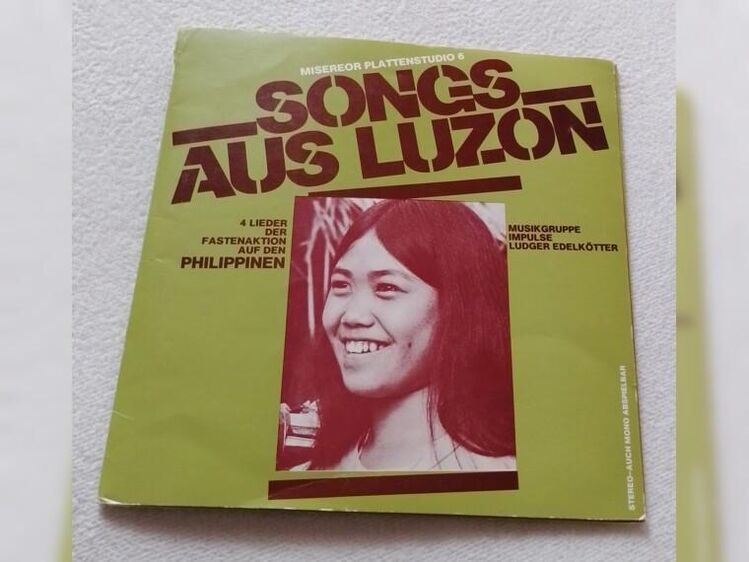 MISEREOR PLATTENSTUDIO 6
SONGS
AUS LUZON
4 LIEDER
DER
FASTENAKTION
AUF DEN
PHILIPPINEN
MUSIKGRUPPE
IMPULSE
LUDGER EDELKÖTTER
STEREO-AUCH MONO ABSPIELBAR